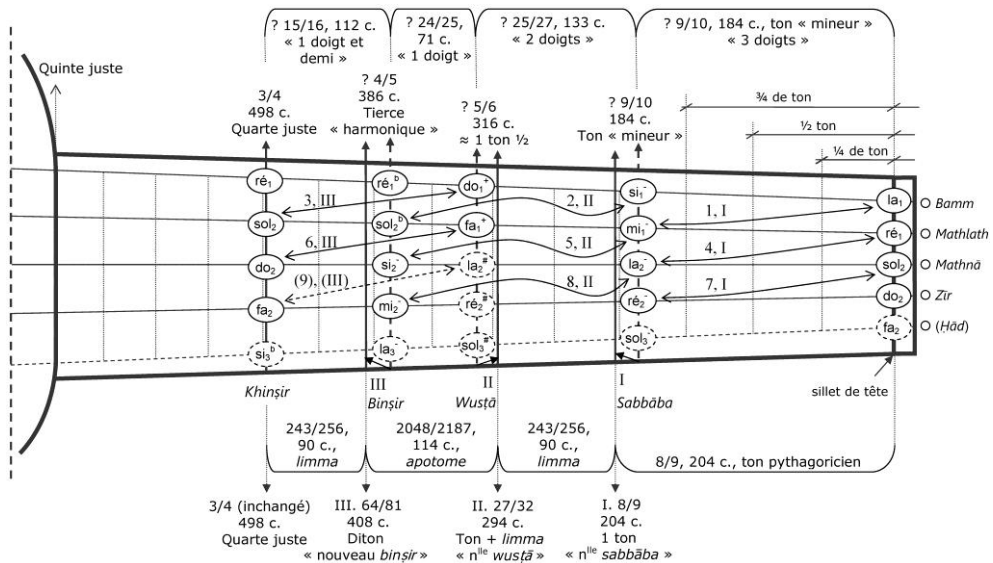 ? 15/16, 112 c.
« 1 doigt et
demi »
? 24/25,
71 c.
« 1 doigt »
? 25/27, 133 c.
« 2 doigts »
? 9/10, 184 c., ton « mineur »
« 3 doigts »
Quinte juste
3/4
498 c.
Quarte juste
? 4/5
386 c.
Tierce
« harmonique »
? 5/6
316 c.
≈ 1 ton ½
? 9/10
184 c.
Ton « mineur »
¾ de ton
½ ton
¼ de ton
ré₁
ré₁ᵇ
do₁⁺
si₁⁻
la₁
Bamm
3, III
2, II
1, I
sol₂
sol₂ᵇ
fa₁⁺
mi₁⁻
ré₁
Mathlath
6, III
5, II
4, I
do₂
si₂
la₂#
la₂⁻
sol₂
Mathnā
(9), (III)
8, II
7, I
fa₂
mi₂⁻
ré₂#
ré₂⁻
do₂
Zīr
si₃ᵇ
la₃
sol₃#
sol₃
fa₂
(Ḥād)
Khinṣir
III
Binṣir
II
Wusṭā
I
Sabbāba
sillet de tête
243/256,
90 c.,
limma
2048/2187,
114 c.,
apotome
243/256,
90 c.,
limma
8/9, 204 c., ton pythagoricien
3/4 (inchangé)
498 c.
Quarte juste
III. 64/81
408 c.
Diton
« nouveau binṣir »
II. 27/32
294 c.
Ton + limma
« nˡˡᵉ wusṭā »
I. 8/9
204 c.
1 ton
« nˡˡᵉ sabbāba »